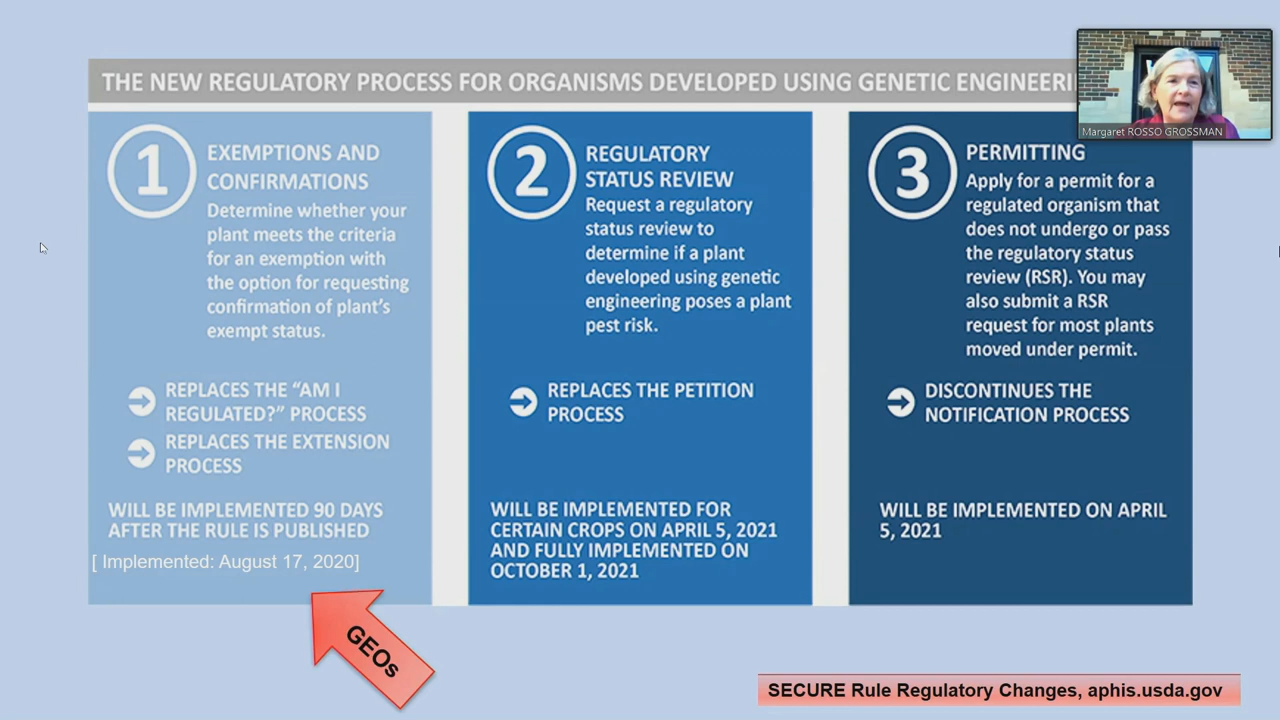 THE NEW REGULATORY PROCESS FOR ORGANISMS DEVELOPED USING GENETIC ENGINEERI
Margaret ROSSO GROSSMAN
1
EXEMPTIONS AND
CONFIRMATIONS
Determine whether your
plant meets the criteria
for an exemption with
the option for requesting
confirmation of plant's
exempt status.
REPLACES THE “AM I
REGULATED?” PROCESS
REPLACES THE EXTENSION
PROCESS
WILL BE IMPLEMENTED 90 DAYS
AFTER THE RULE IS PUBLISHED
[ Implemented: August 17, 2020]
GEOs
2
REGULATORY
STATUS REVIEW
Request a regulatory
status review to
determine if a plant
developed using genetic
engineering poses a plant
pest risk.
REPLACES THE PETITION
PROCESS
WILL BE IMPLEMENTED FOR
CERTAIN CROPS ON APRIL 5, 2021
AND FULLY IMPLEMENTED ON
OCTOBER 1, 2021
3
PERMITTING
Apply for a permit for a
regulated organism that
does not undergo or pass
the regulatory status
review (RSR). You may
also submit a RSR
request for most plants
moved under permit.
DISCONTINUES THE
NOTIFICATION PROCESS
WILL BE IMPLEMENTED ON APRIL
5, 2021
SECURE Rule Regulatory Changes, aphis.usda.gov